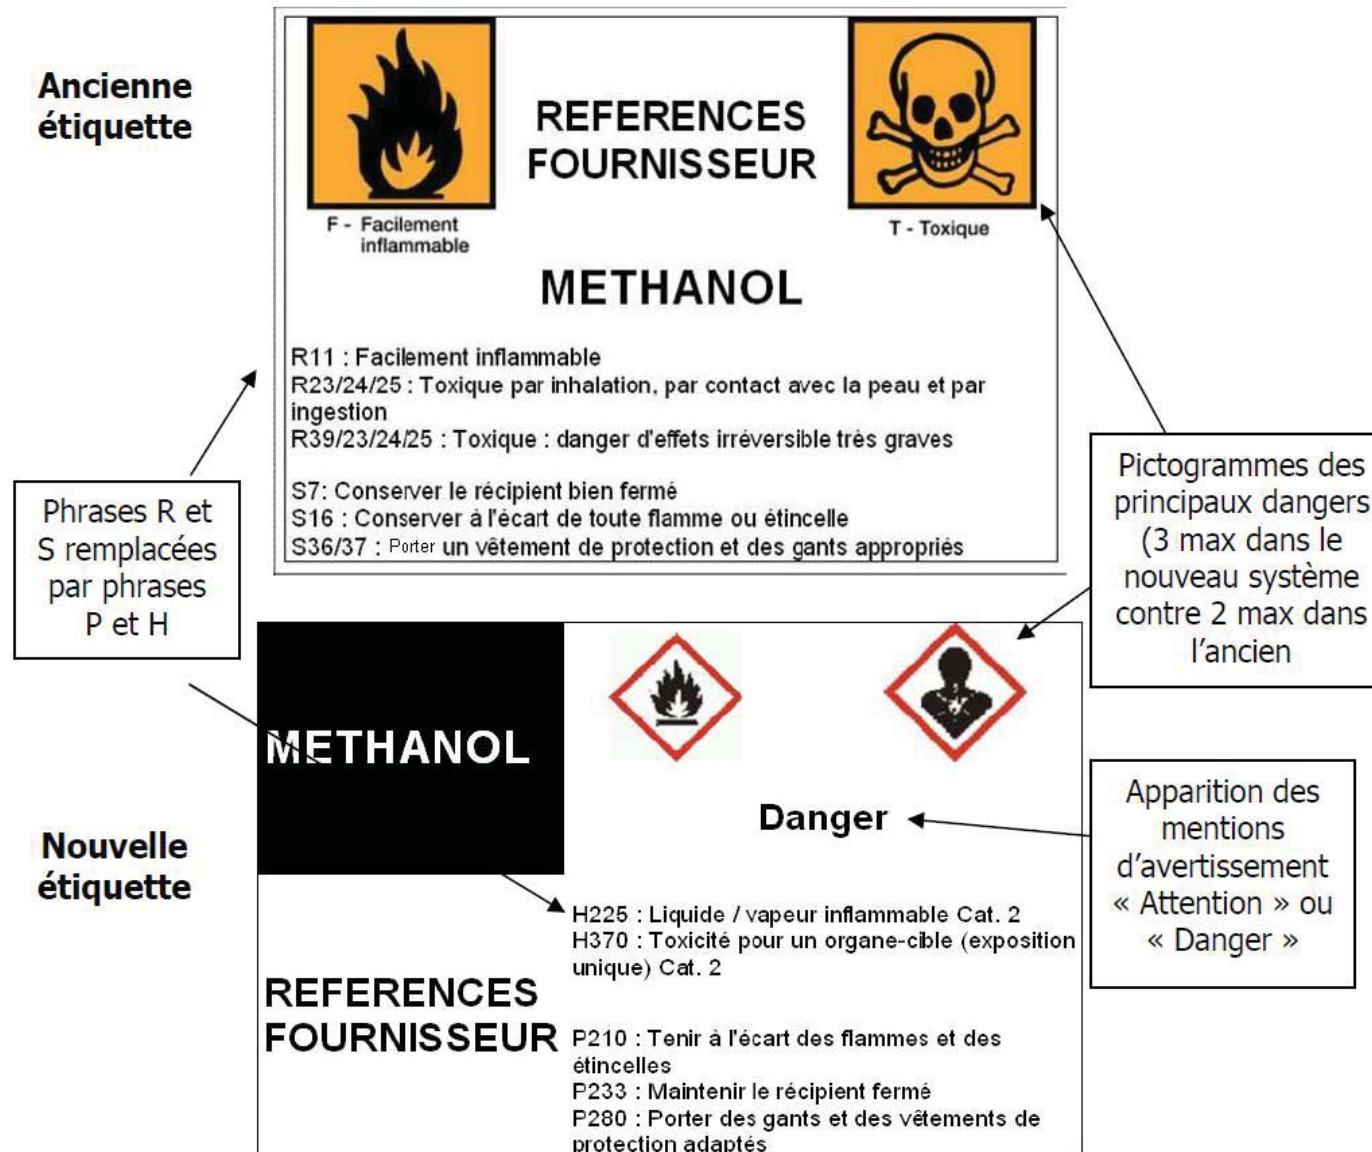 Ancienne
étiquette
REFERENCES
FOURNISSEUR
F - Facilement
inflammable
T - Toxique
METHANOL
R11 : Facilement inflammable
R23/24/25 : Toxique par inhalation, par contact avec la peau et par
ingestion
R39/23/24/25 : Toxique : danger d'effets irréversible très graves
S7: Conserver le récipient bien fermé
S16 : Conserver à l'écart de toute flamme ou étincelle
S36/37 : Porter un vêtement de protection et des gants appropriés
Phrases R et
S remplacées
par phrases
P et H
Pictogrammes des
principaux dangers
(3 max dans le
nouveau système
contre 2 max dans
l'ancien
Nouvelle
étiquette
METHANOL
Danger
Apparition des
mentions
d'avertissement
« Attention » ou
« Danger »
H225 : Liquide / vapeur inflammable Cat. 2
H370 : Toxicité pour un organe-cible (exposition
unique) Cat. 2
REFERENCES
FOURNISSEUR
P210 : Tenir à l'écart des flammes et des
étincelles
P233 : Maintenir le récipient fermé
P280 : Porter des gants et des vêtements de
protection adaptés